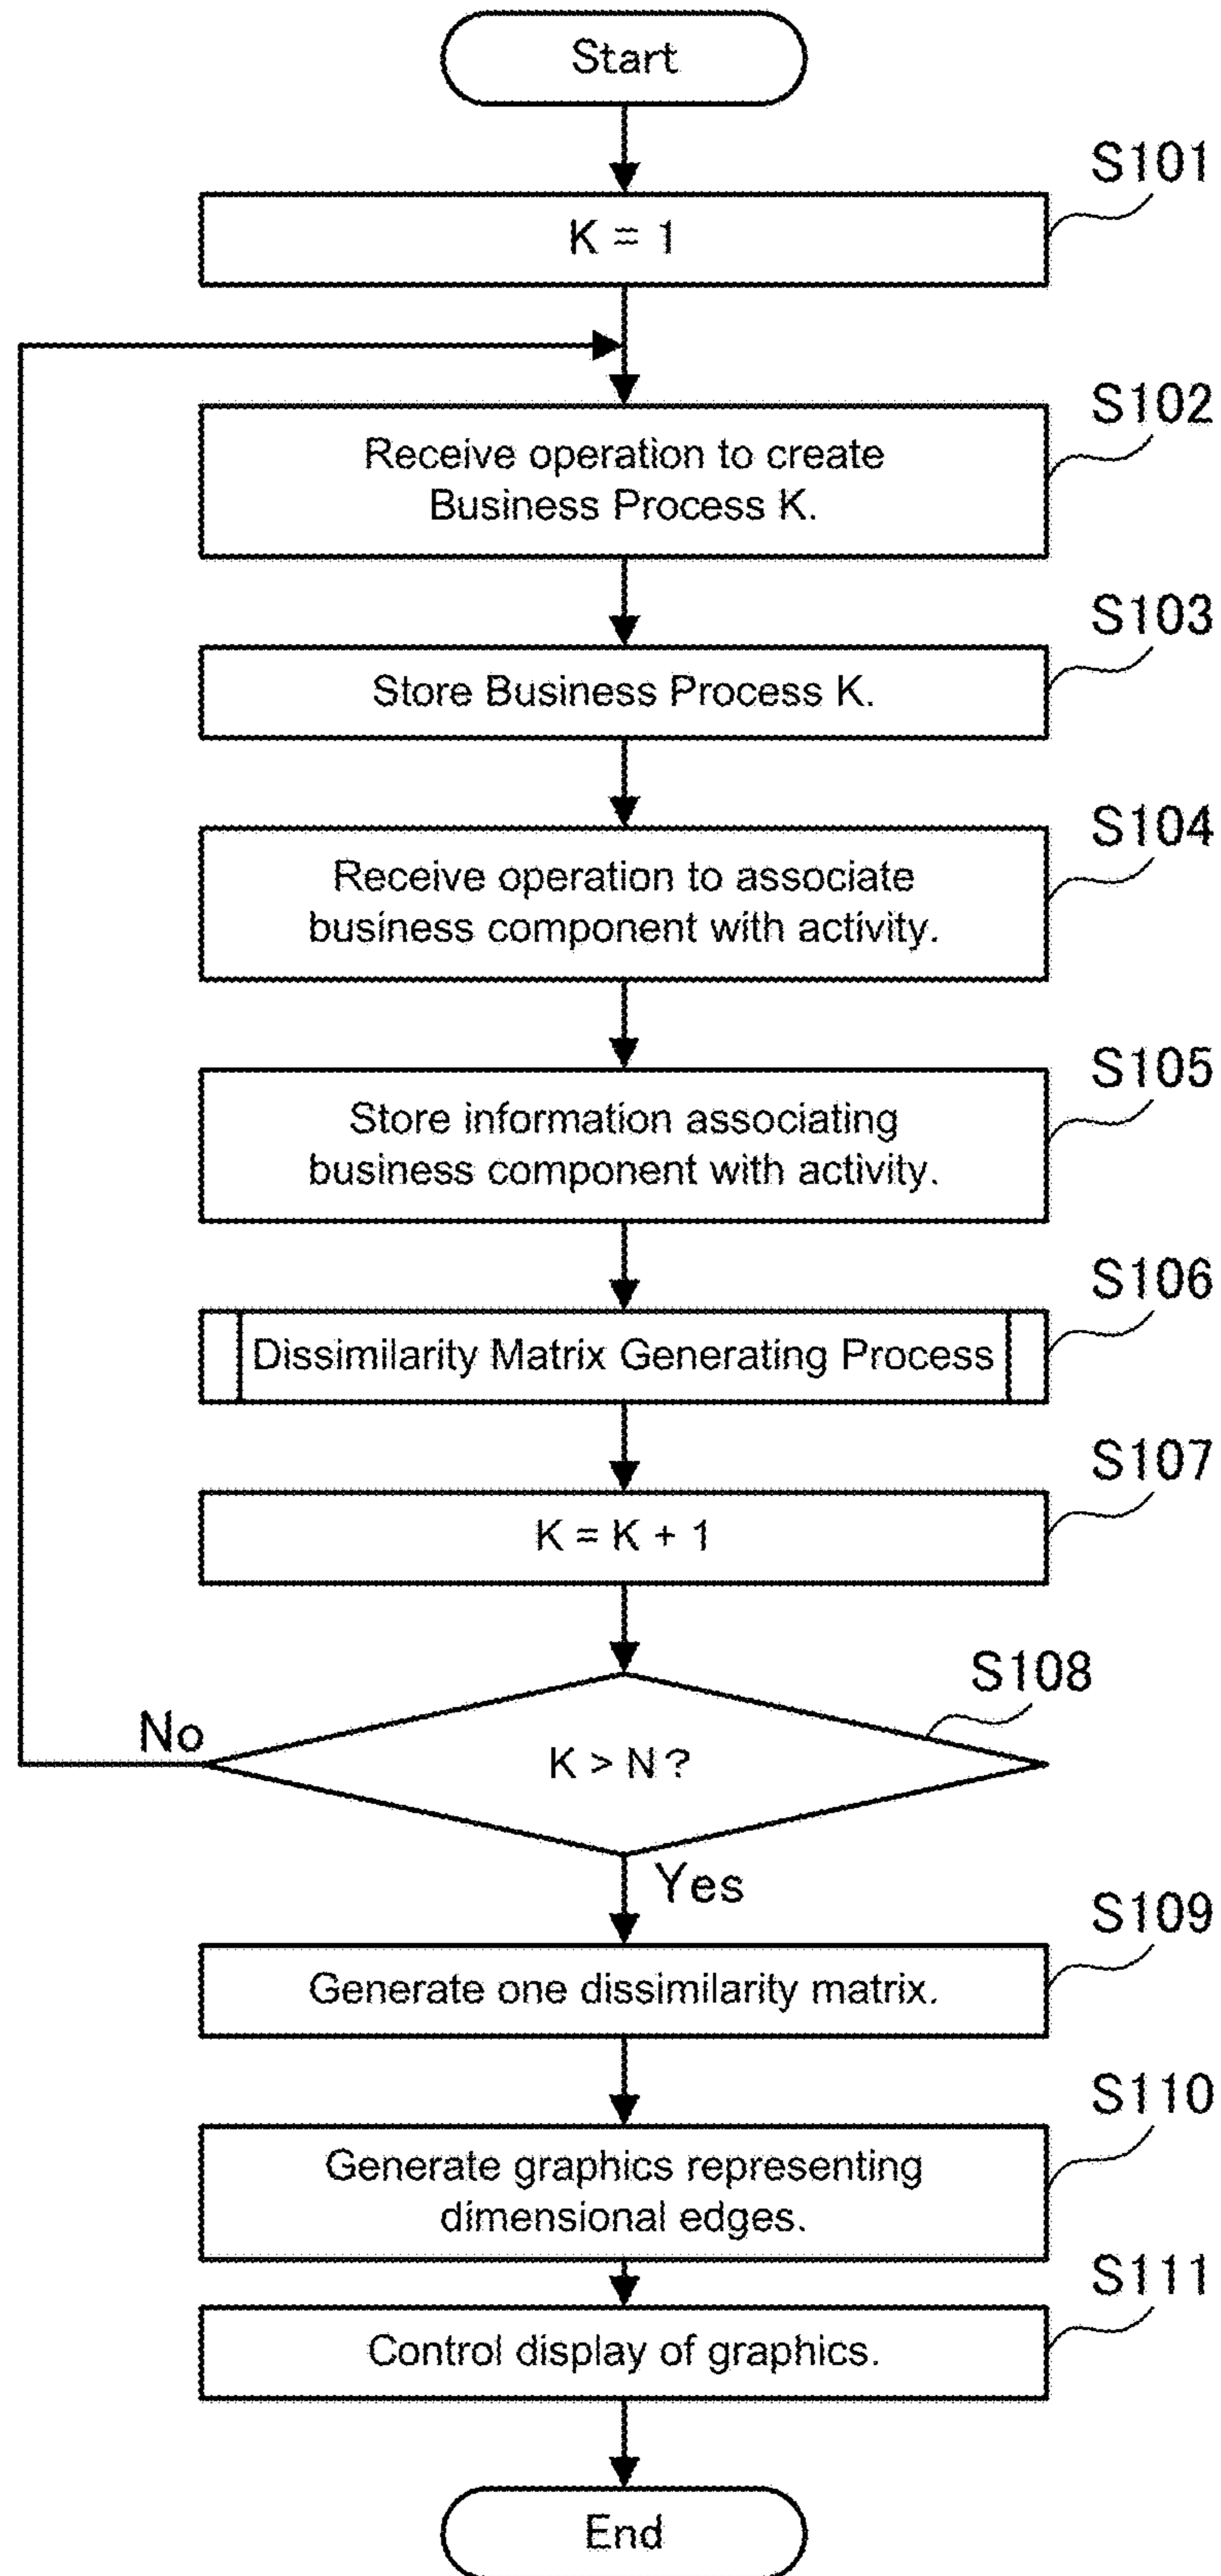 Start
S101
K = 1
S102
Receive operation to create
Business Process K.
S103
Store Business Process K.
S104
Receive operation to associate
business component with activity.
S105
Store information associating
business component with activity.
S106
Dissimilarity Matrix Generating Process
S107
K = K + 1
S108
No
K > N ?
Yes
S109
Generate one dissimilarity matrix.
S110
Generate graphics representing
dimensional edges.
S111
Control display of graphics.
End